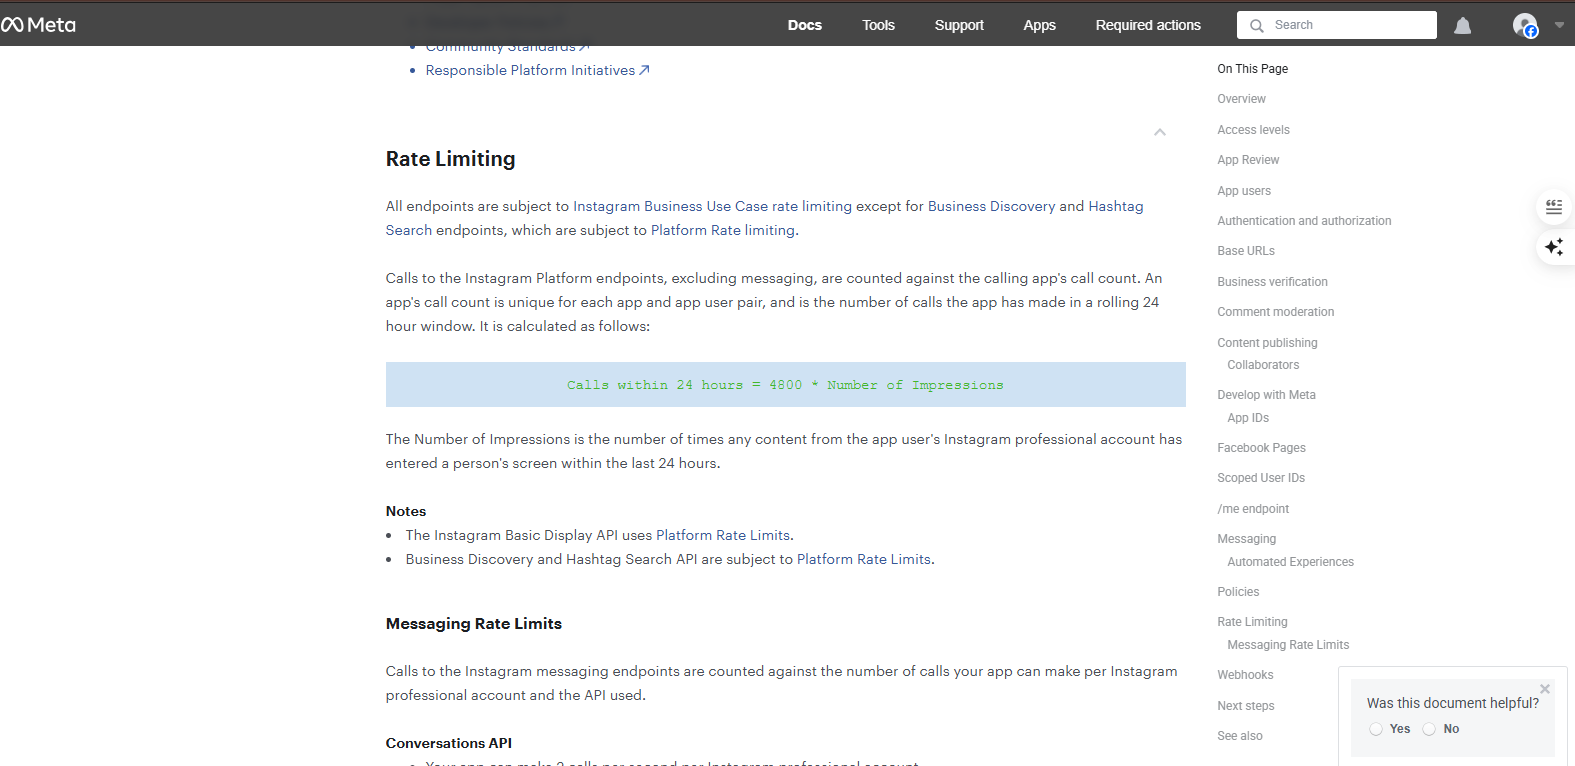 Meta
Docs
Tools
Support
Apps
Required actions
Search
Community Standards
Responsible Platform Initiatives
Rate Limiting
All endpoints are subject to Instagram Business Use Case rate limiting except for Business Discovery and Hashtag
Search endpoints, which are subject to Platform Rate limiting.
Calls to the Instagram Platform endpoints, excluding messaging, are counted against the calling app's call count. An
app's call count is unique for each app and app user pair, and is the number of calls the app has made in a rolling 24
hour window. It is calculated as follows:
Calls within 24 hours = 4800 * Number of Impressions
The Number of Impressions is the number of times any content from the app user's Instagram professional account has
entered a person's screen within the last 24 hours.
Notes
The Instagram Basic Display API uses Platform Rate Limits.
Business Discovery and Hashtag Search API are subject to Platform Rate Limits.
Messaging Rate Limits
Calls to the Instagram messaging endpoints are counted against the number of calls your app can make per Instagram
professional account and the API used.
Conversations API
Your app can make 2 calls per second per Instagram professional account
On This Page
Overview
Access levels
App Review
App users
Authentication and authorization
Base URLs
Business verification
Comment moderation
Content publishing
Collaborators
Develop with Meta
App IDs
Facebook Pages
Scoped User IDs
/me endpoint
Messaging
Automated Experiences
Policies
Rate Limiting
Messaging Rate Limits
Webhooks
Next steps
See also
Was this document helpful?
Yes
No